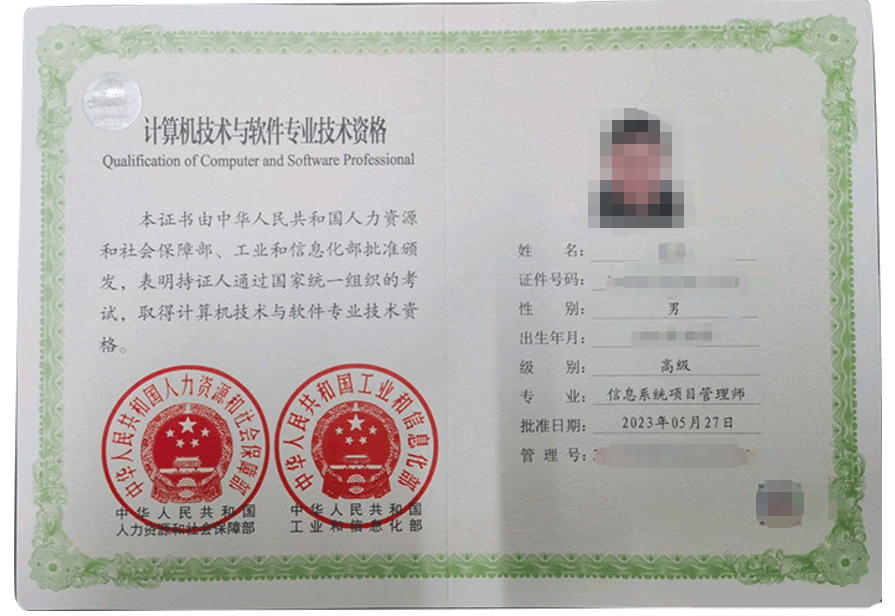 计算机技术与软件专业技术资格
Qualification of Computer and Software Professional
本证书由中华人民共和国人力资源
和社会保障部、工业和信息化部批准颁
发，表明持证人通过国家统一组织的考
试，取得计算机技术与软件专业技术资
格。
中华人民共和国人力资源和社会保障部
中华人民共和国工业和信息化部
中华人民共和国
人力资源和社会保障部
中华人民共和国
工业和信息化部
姓名：
证件号码：
性别：男
出生年月：
级别：高级
专业：信息系统项目管理师
批准日期：2023年05月27日
管理号：